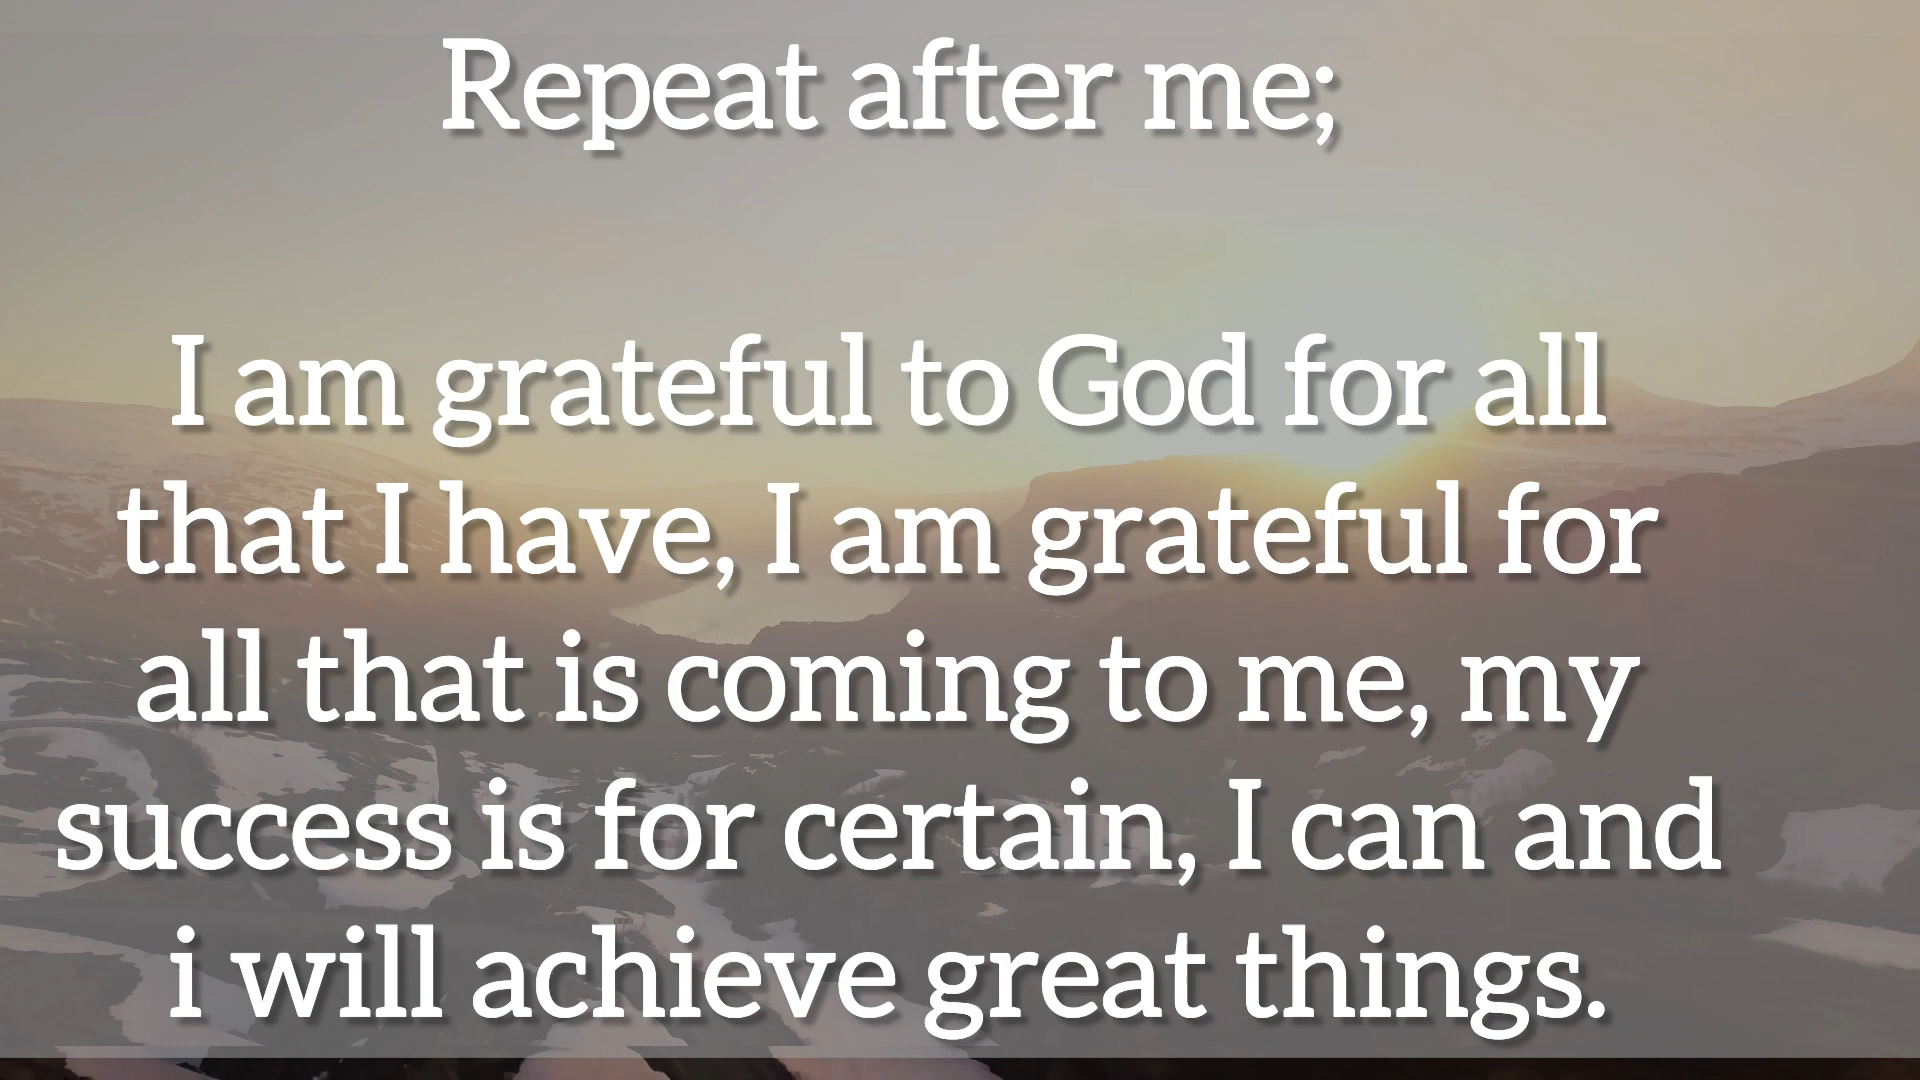 Repeat after me;
I am grateful to God for all
that I have, I am grateful for
all that is coming to me, my
success is for certain, I can and
i will achieve great things.